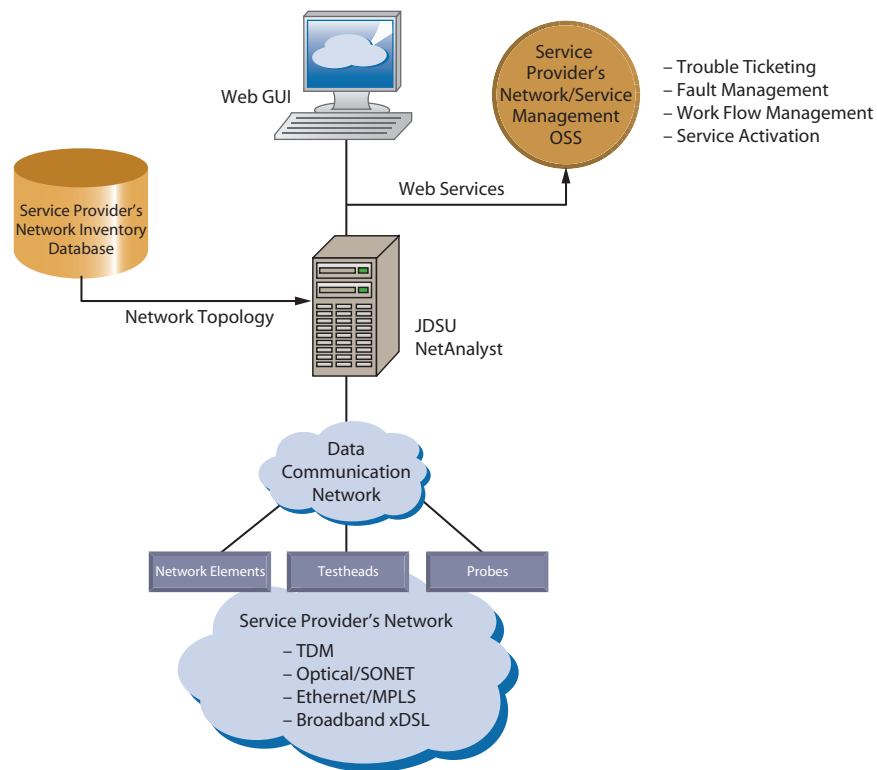 Web GUI
Service
Provider's
Network/Service
Management
OSS
– Trouble Ticketing
– Fault Management
– Work Flow Management
– Service Activation
Web Services
Service Provider's
Network Inventory
Database
Network Topology
JDSU
NetAnalyst
Data
Communication
Network
Network Elements
Testheads
Probes
Service Provider's Network
– TDM
– Optical/SONET
– Ethernet/MPLS
– Broadband xDSL